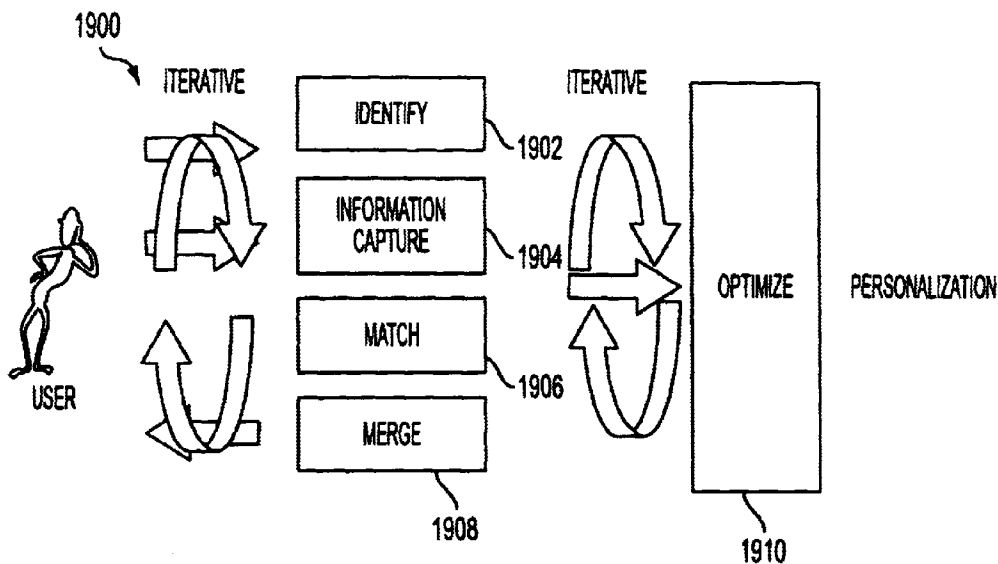 1900
ITERATIVE
ITERATIVE
IDENTIFY
1902
INFORMATION
CAPTURE
1904
OPTIMIZE
PERSONALIZATION
MATCH
1906
USER
MERGE
1908
1910